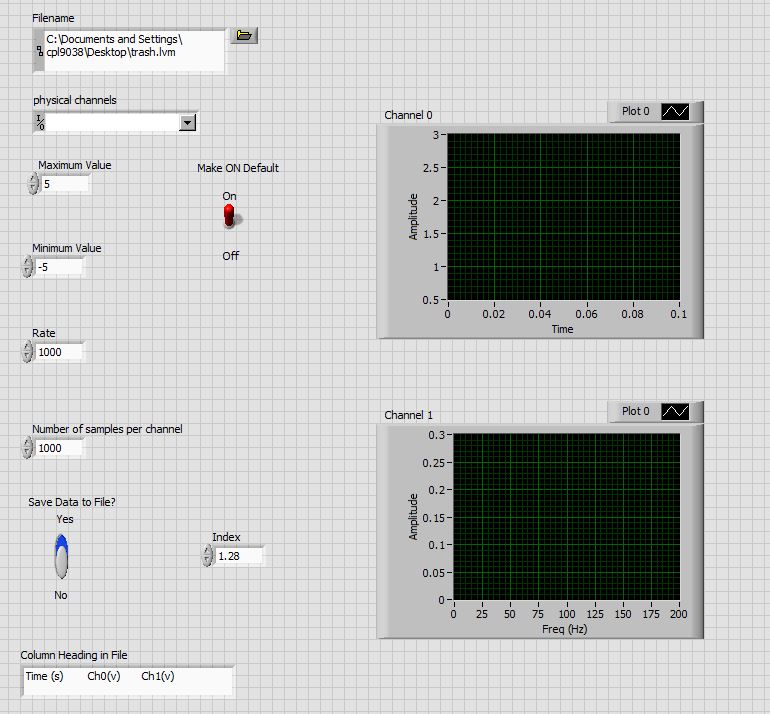 Filename
C:\Documents and Settings\
cpl9038\Desktop\trash.lvm
physical channels
I/0
Maximum Value
5
Make ON Default
On
Off
Minimum Value
-5
Rate
1000
Number of samples per channel
1000
Save Data to File?
Yes
No
Index
1.28
Column Heading in File
Time (s) Ch0(v) Ch1(v)
Channel 0
Plot 0
Amplitude
3
2.5
2
1.5
1
0.5
0 0.02 0.04 0.06 0.08 0.1
Time
Channel 1
Plot 0
Amplitude
0.3
0.25
0.2
0.15
0.1
0.05
0
0 25 50 75 100 125 150 175 200
Freq (Hz)